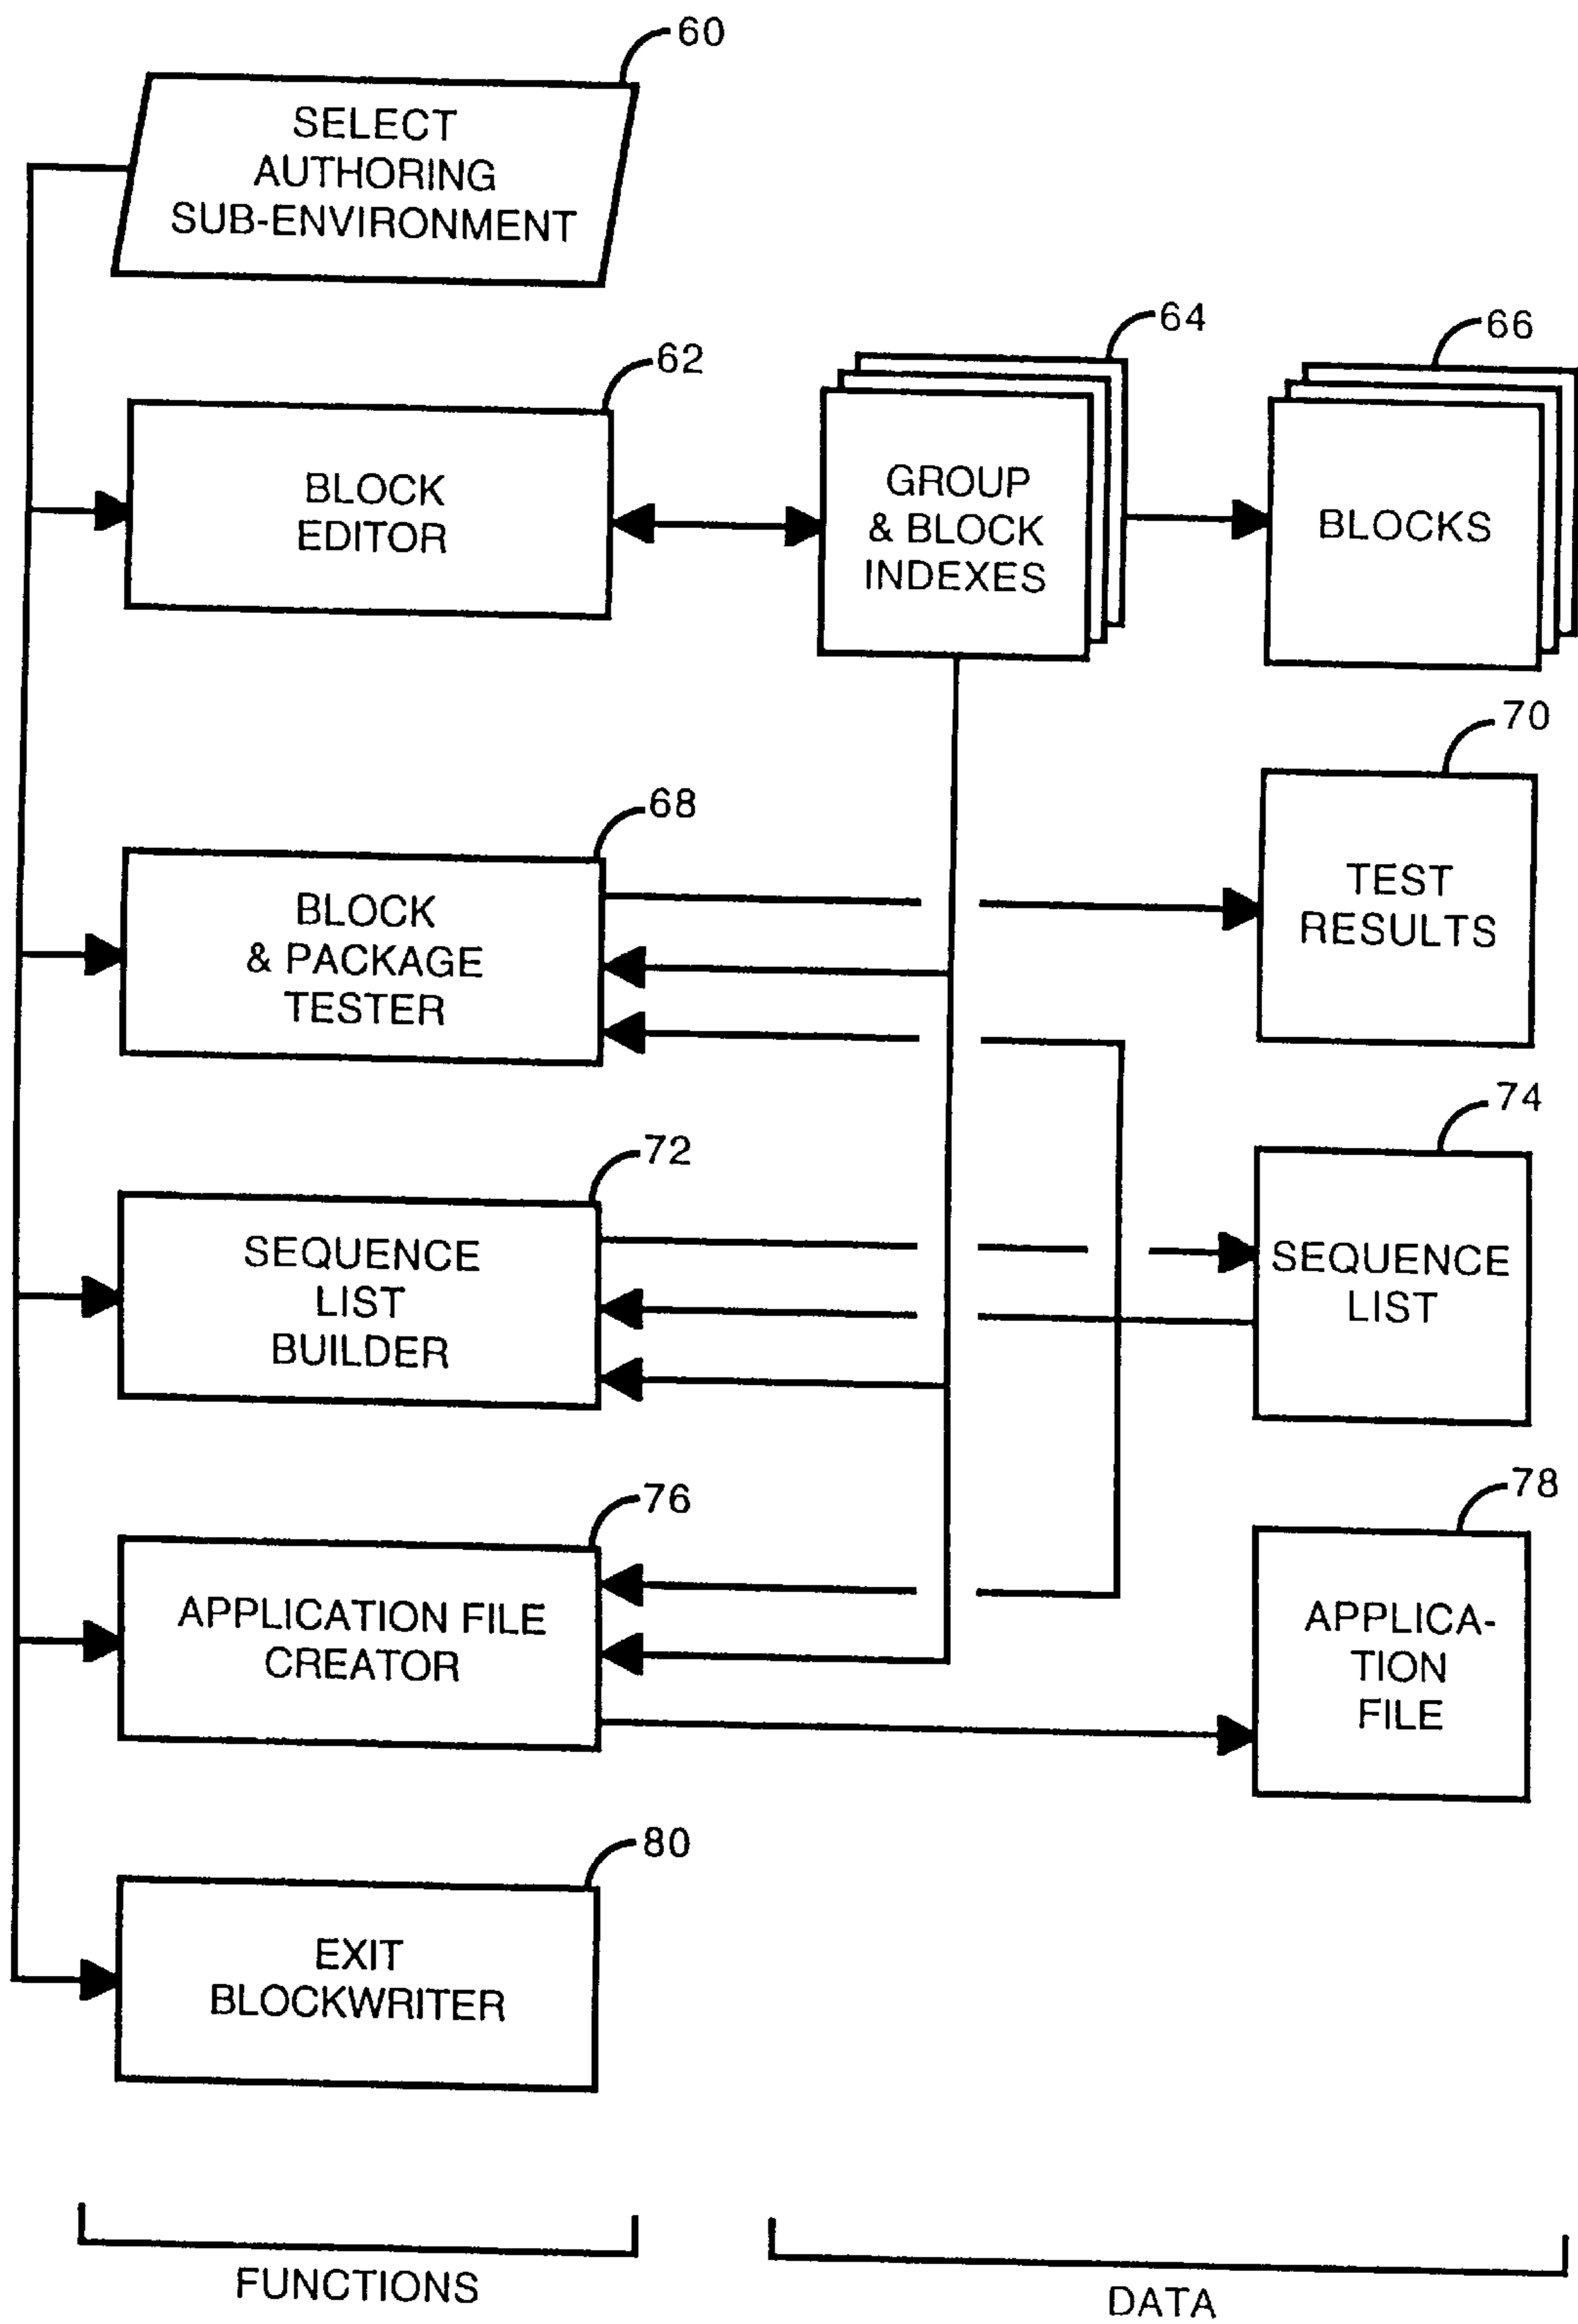 60
SELECT
AUTHORING
SUB-ENVIRONMENT
62
BLOCK
EDITOR
64
GROUP
& BLOCK
INDEXES
66
BLOCKS
68
BLOCK
& PACKAGE
TESTER
70
TEST
RESULTS
72
SEQUENCE
LIST
BUILDER
74
SEQUENCE
LIST
76
APPLICATION FILE
CREATOR
78
APPLICA-
TION
FILE
80
EXIT
BLOCKWRITER
FUNCTIONS
DATA